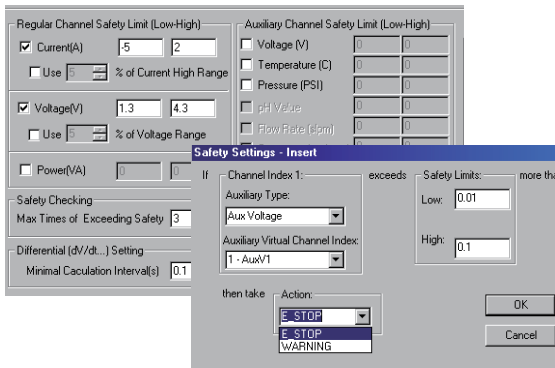 Regular Channel Safety Limit (Low-High)
Current(A) -5 2
Use 5 % of Current High Range
Voltage(V) 1.3 4.3
Use 5 % of Voltage Range
Power(VA) 0 0
Safety Checking
Max Times of Exceeding Safety 3
Differential (dV/dt...) Setting
Minimal Caculation Interval(s) 0.1
Auxiliary Channel Safety Limit (Low-High)
Voltage (V) 0 0
Temperature (C) 0 0
Pressure (PSI) 0 0
pH Value 0 0
Flow Rate (slpm) 0 0
Safety Settings - Insert
If Channel Index 1: exceeds Safety Limits: more
Auxiliary Type:
Aux Voltage
Auxiliary Virtual Channel Index:
1 - AuxV1
Low: 0.01
High: 0.1
then take Action:
E_STOP
E_STOP
WARNING
OK
Cancel